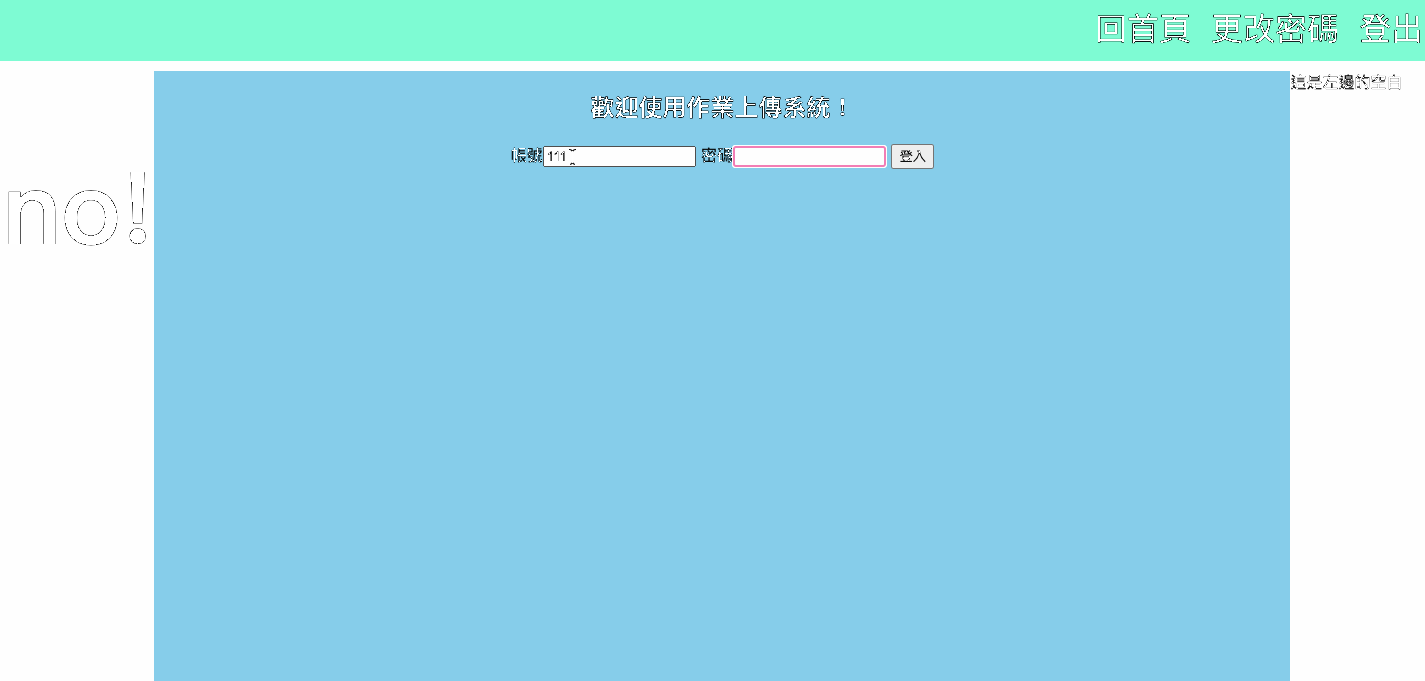 回首頁 更改密碼 登出
歡迎使用作業上傳系統！
這是左邊的空白
帳號 111 密碼 登入
no!